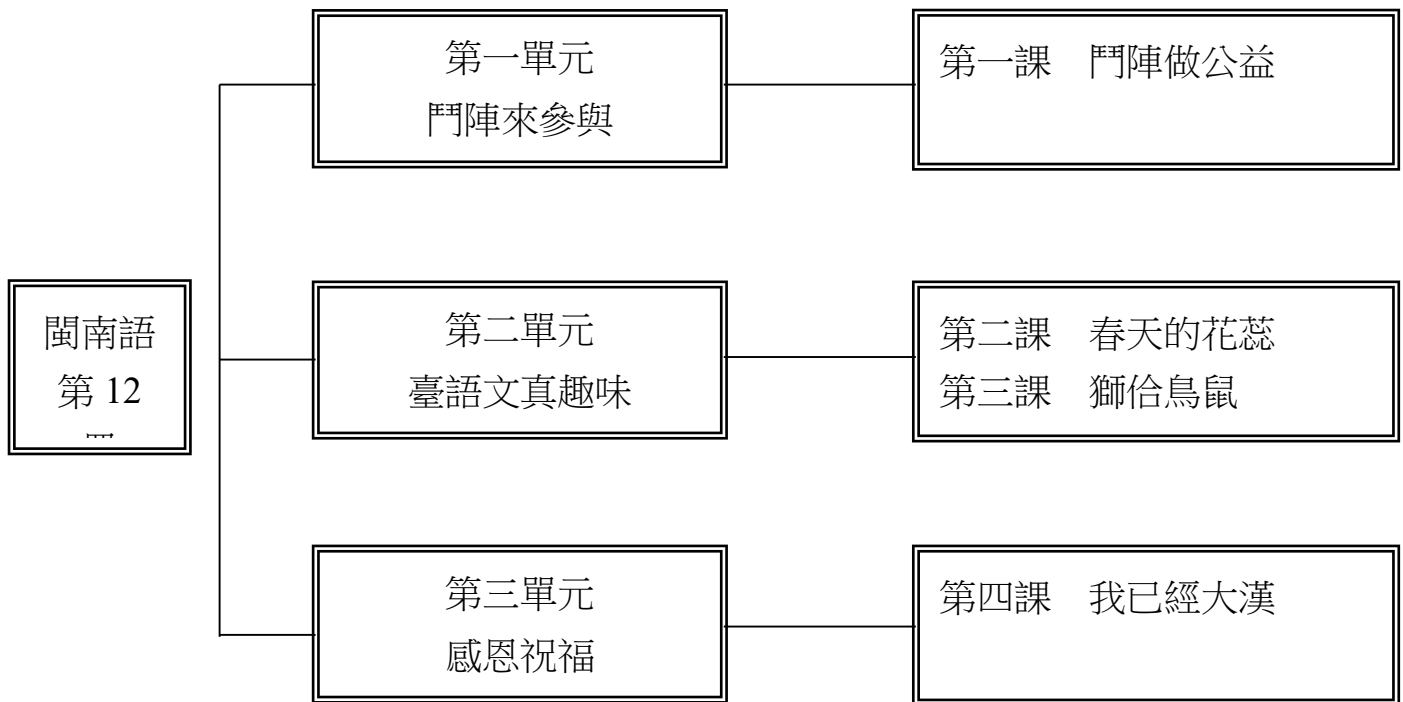 閩南語
第 12
第一單元
鬥陣來參與
第一課　鬥陣做公益
第二單元
臺語文真趣味
第二課　春天的花蕊
第三課　獅佮鳥鼠
第三單元
感恩祝福
第四課　我已經大漢